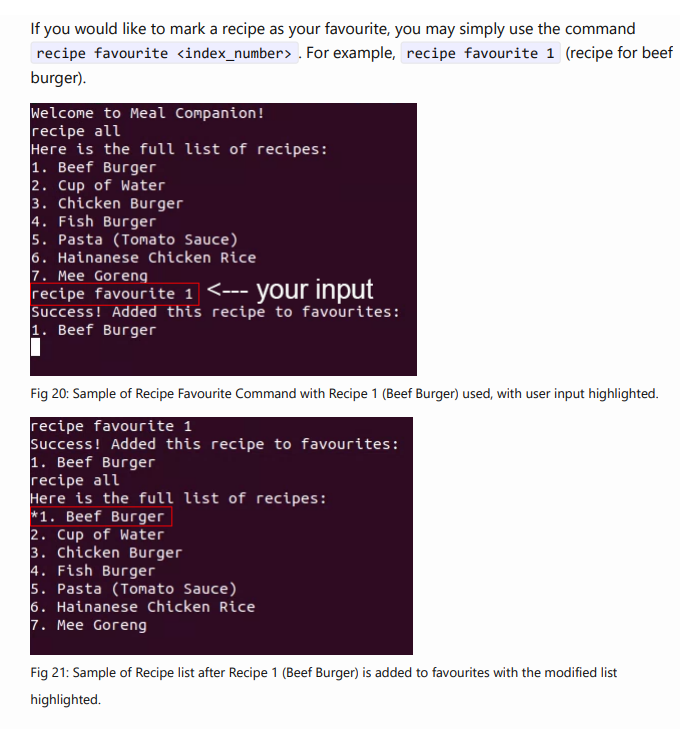 If you would like to mark a recipe as your favourite, you may simply use the command
recipe favourite <index_number> . For example, recipe favourite 1 (recipe for beef
burger).
Welcome to Meal Companion!
recipe all
Here is the full list of recipes:
1. Beef Burger
2. Cup of Water
3. Chicken Burger
4. Fish Burger
5. Pasta (Tomato Sauce)
6. Hainanese Chicken Rice
7. Mee Goreng
recipe favourite 1 <--- your input
Success! Added this recipe to favourites:
1. Beef Burger
Fig 20: Sample of Recipe Favourite Command with Recipe 1 (Beef Burger) used, with user input highlighted.
recipe favourite 1
Success! Added this recipe to favourites:
1. Beef Burger
recipe all
Here is the full list of recipes:
*1. Beef Burger
2. Cup of Water
3. Chicken Burger
4. Fish Burger
5. Pasta (Tomato Sauce)
6. Hainanese Chicken Rice
7. Mee Goreng
Fig 21: Sample of Recipe list after Recipe 1 (Beef Burger) is added to favourites with the modified list
highlighted.